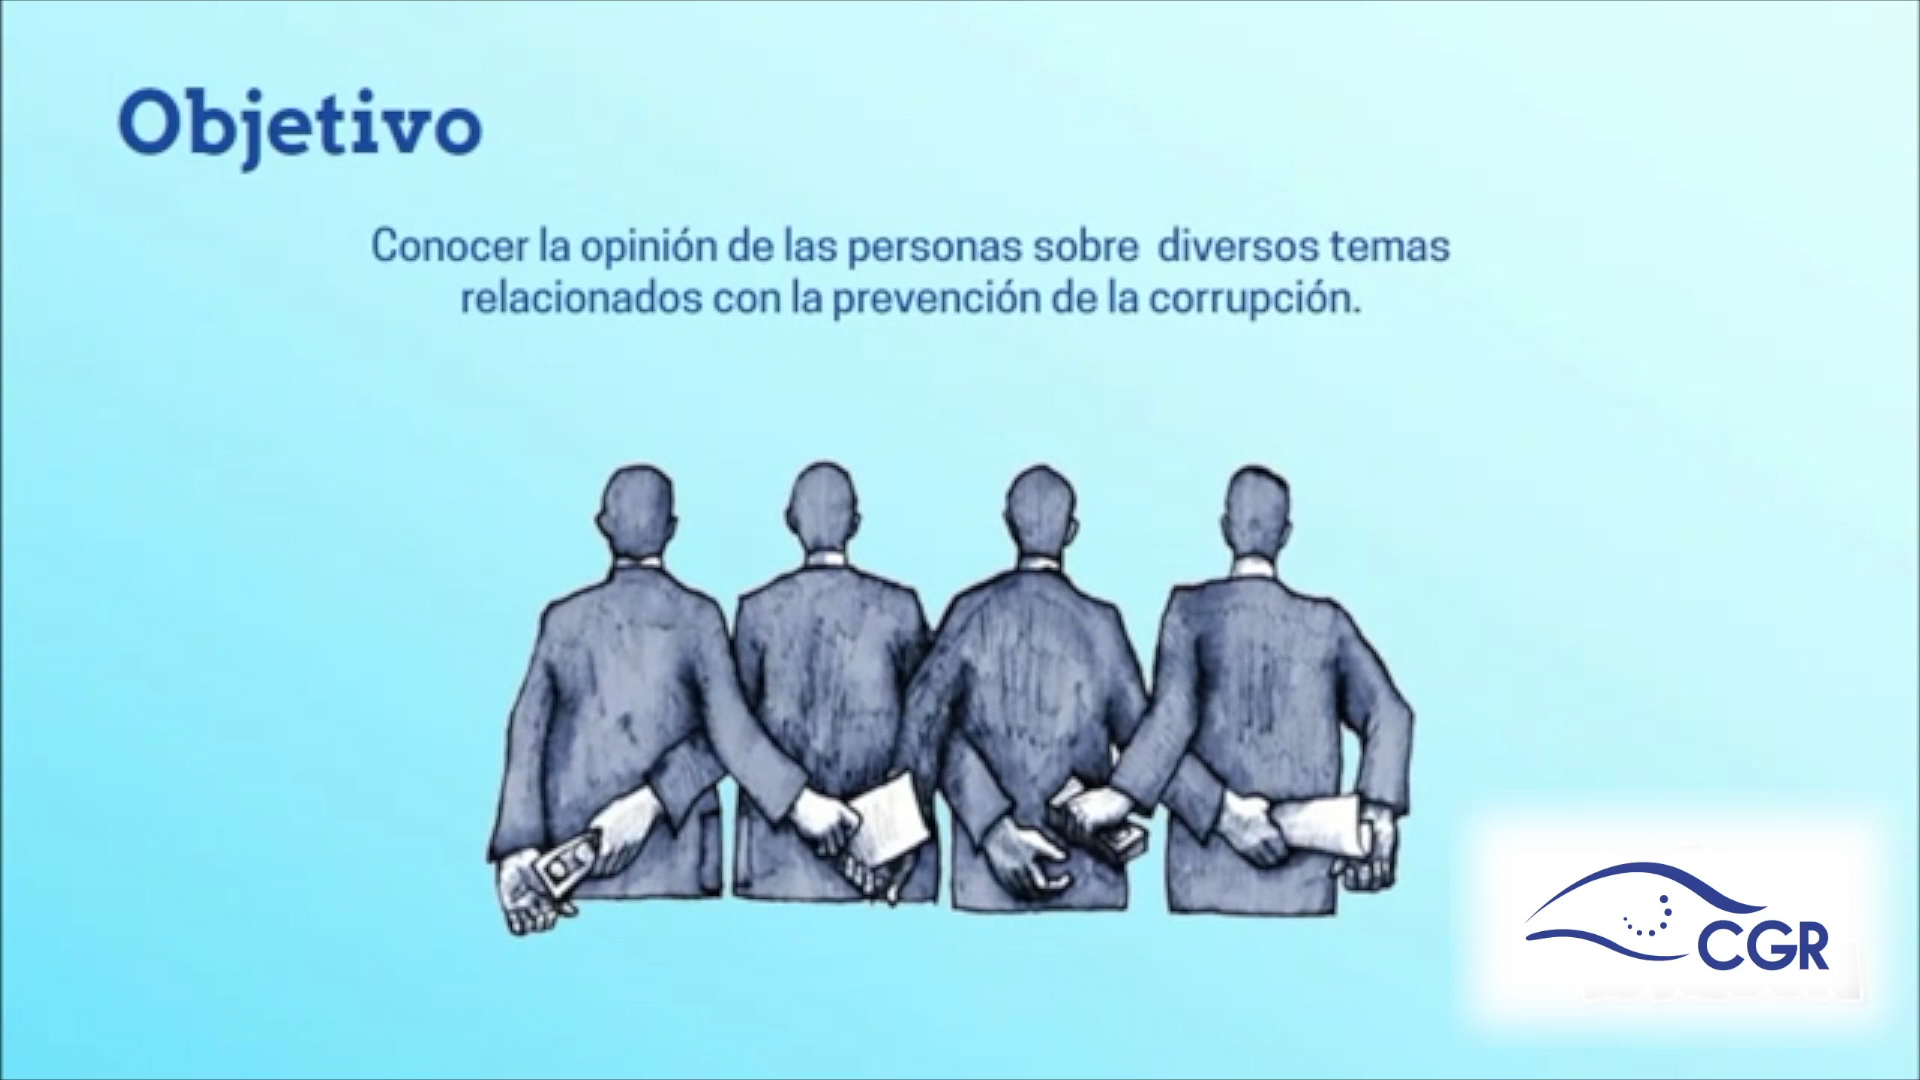 Objetivo
Conocer la opinión de las personas sobre diversos temas
relacionados con la prevención de la corrupción.
CGR